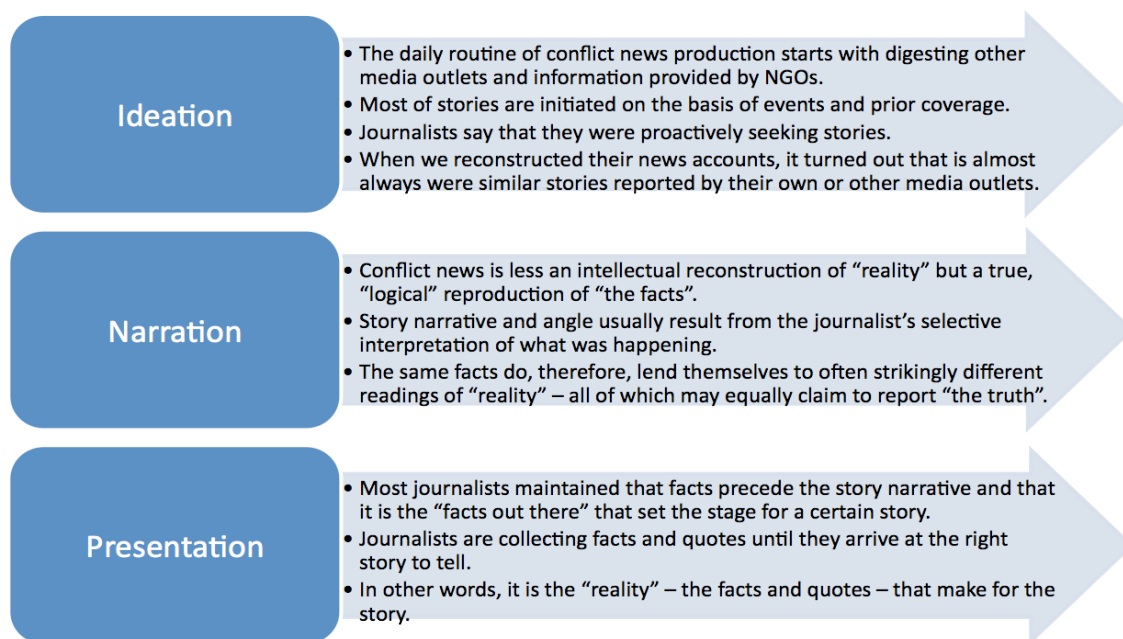 Ideation
• The daily routine of conflict news production starts with digesting other
media outlets and information provided by NGOs.
• Most of stories are initiated on the basis of events and prior coverage.
• Journalists say that they were proactively seeking stories.
• When we reconstructed their news accounts, it turned out that is almost
always were similar stories reported by their own or other media outlets.
Narration
• Conflict news is less an intellectual reconstruction of “reality” but a true,
“logical” reproduction of “the facts”.
• Story narrative and angle usually result from the journalist’s selective
interpretation of what was happening.
• The same facts do, therefore, lend themselves to often strikingly different
readings of “reality” – all of which may equally claim to report “the truth”.
Presentation
• Most journalists maintained that facts precede the story narrative and that
it is the “facts out there” that set the stage for a certain story.
• Journalists are collecting facts and quotes until they arrive at the right
story to tell.
• In other words, it is the “reality” – the facts and quotes – that make for the
story.